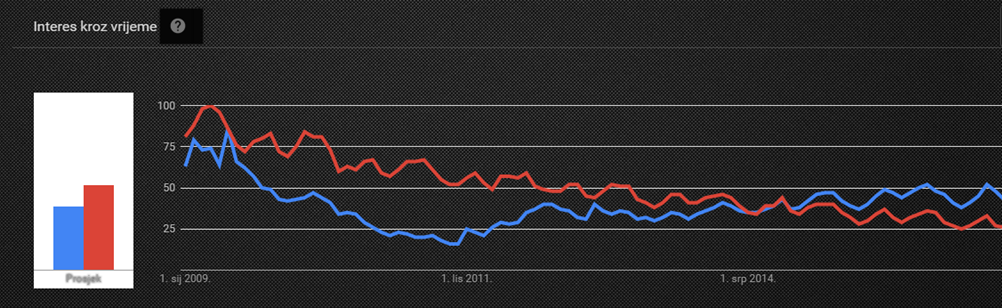 Interes kroz vrijeme ?
100
75
50
25
Prosjek
1. sij 2009.
1. lis 2011.
1. srp 2014.